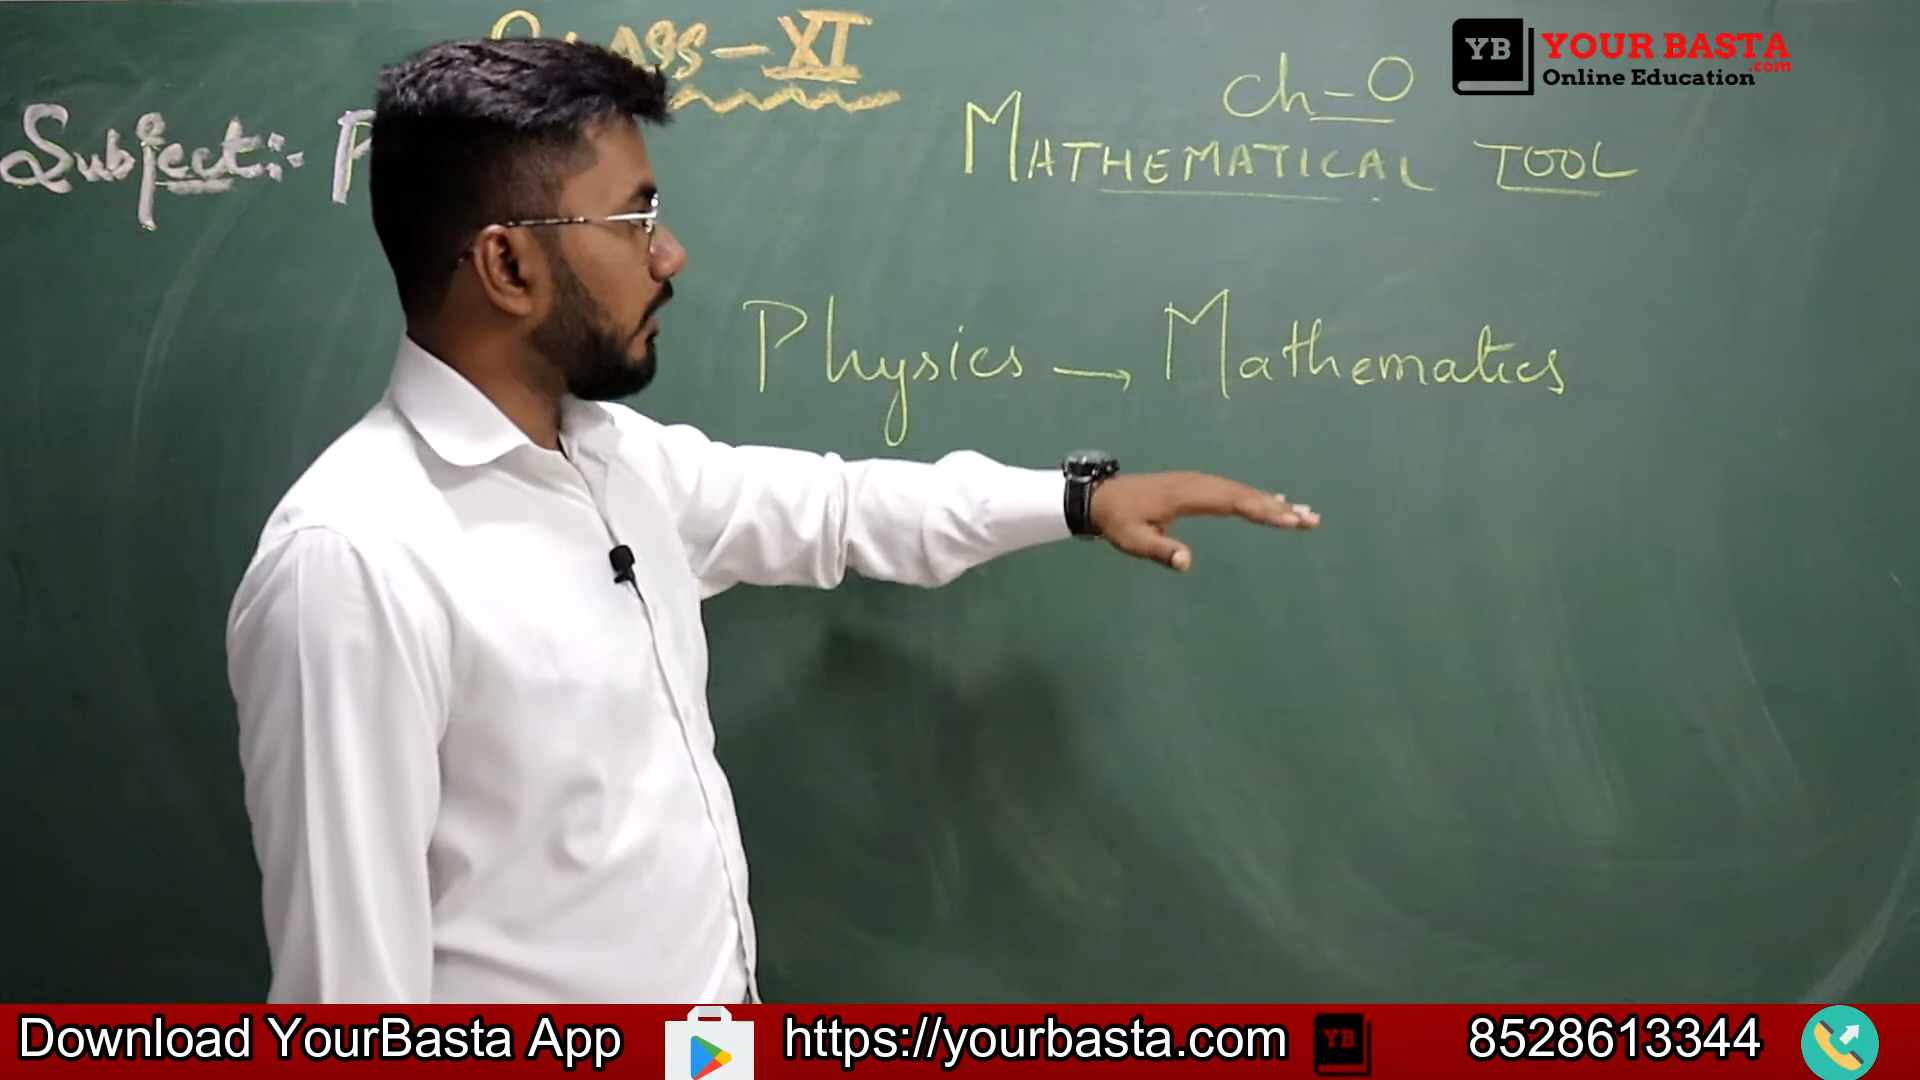 CLASS-XI
Subject:-
ch-0
MATHEMATICAL TOOL
Physics → Mathematics
YB YOUR BASTA
.com
Online Education
Download YourBasta App
https://yourbasta.com
YB
8528613344